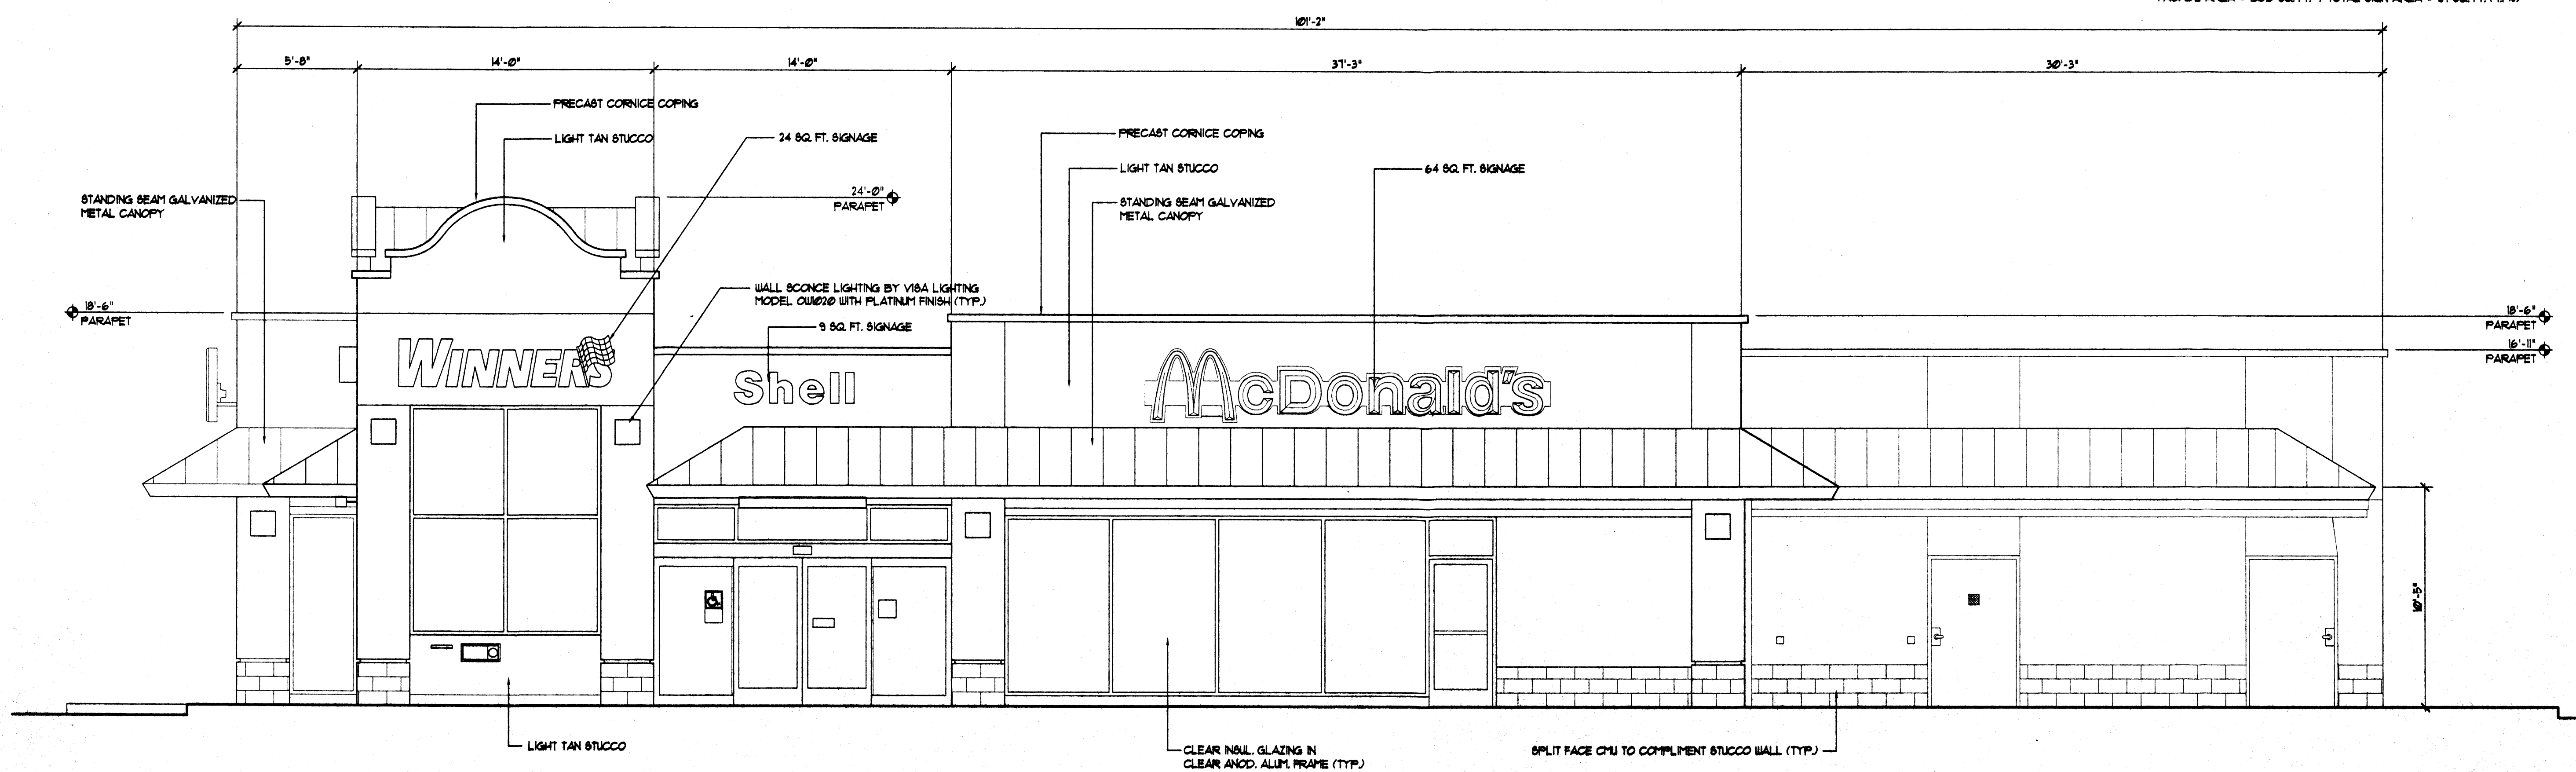 101'-2"
5'-8"
14'-0"
14'-0"
37'-3"
30'-3"
PRECAST CORNICE COPING
LIGHT TAN STUCCO
24 SQ. FT. SIGNAGE
PRECAST CORNICE COPING
LIGHT TAN STUCCO
64 SQ. FT. SIGNAGE
STANDING SEAM GALVANIZED
METAL CANOPY
24'-0"
PARAPET
STANDING SEAM GALVANIZED
METAL CANOPY
WALL SCONCE LIGHTING BY VISA LIGHTING
MODEL OW1020 WITH PLATINUM FINISH (TYP.)
18'-6"
PARAPET
9 SQ. FT. SIGNAGE
18'-6"
PARAPET
16'-11"
PARAPET
WINNERS
Shell
McDonald's
10'-5"
LIGHT TAN STUCCO
CLEAR INSUL. GLAZING IN
CLEAR ANOD. ALUM. FRAME (TYP.)
SPLIT FACE CMU TO COMPLIMENT STUCCO WALL (TYP.)